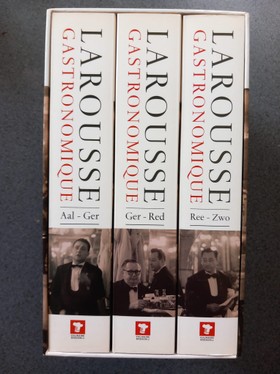 LAROUSSE
GASTRONOMIQUE
Aal - Ger
LAROUSSE
GASTRONOMIQUE
Ger - Red
LAROUSSE
GASTRONOMIQUE
Ree - Zwo